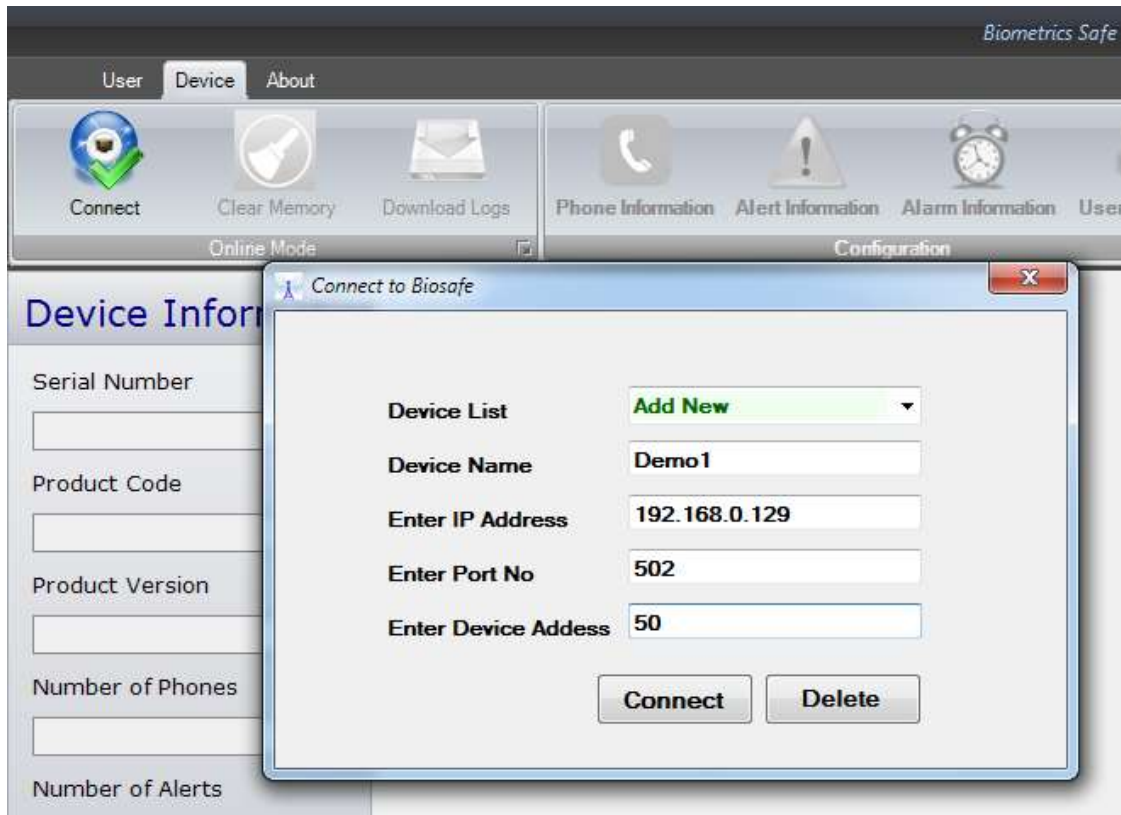 Biometrics Safe
User Device About
Connect Clear Memory Download Logs Phone Information Alert Information Alarm Information User
Online Mode Configuration
Connect to Biosafe
Device Infor
Serial Number
Product Code
Product Version
Number of Phones
Number of Alerts
Device List Add New
Device Name Demo1
Enter IP Address 192.168.0.129
Enter Port No 502
Enter Device Addess 50
Connect Delete